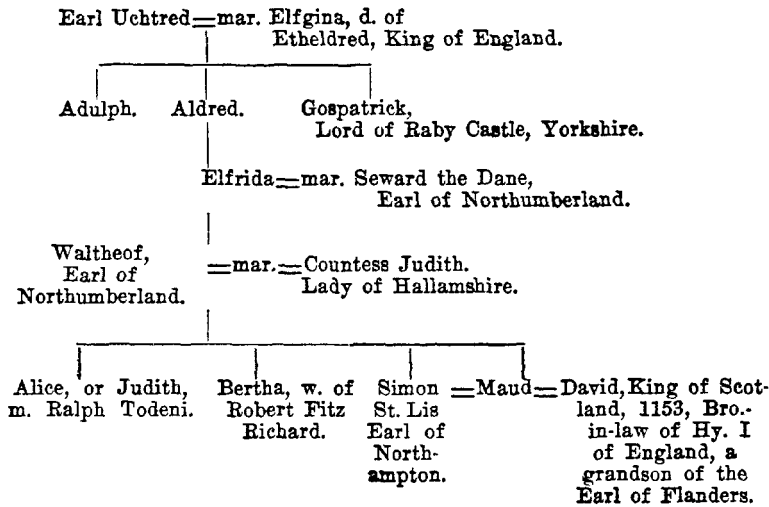 Earl Uchtred=mar. Elfgina, d. of
Etheldred, King of England.
Adulph. Aldred. Gospatrick,
Lord of Raby Castle, Yorkshire.
Elfrida=mar. Seward the Dane,
Earl of Northumberland.
Waltheof,
Earl of
Northumberland.
=mar.=Countess Judith.
Lady of Hallamshire.
Alice, or Judith,
m. Ralph Todeni.
Bertha, w. of
Robert Fitz
Richard.
Simon
St. Lis
Earl of
North-
ampton.
=Maud=
David, King of Scot-
land, 1153, Bro.-
in-law of Hy. I
of England, a
grandson of the
Earl of Flanders.